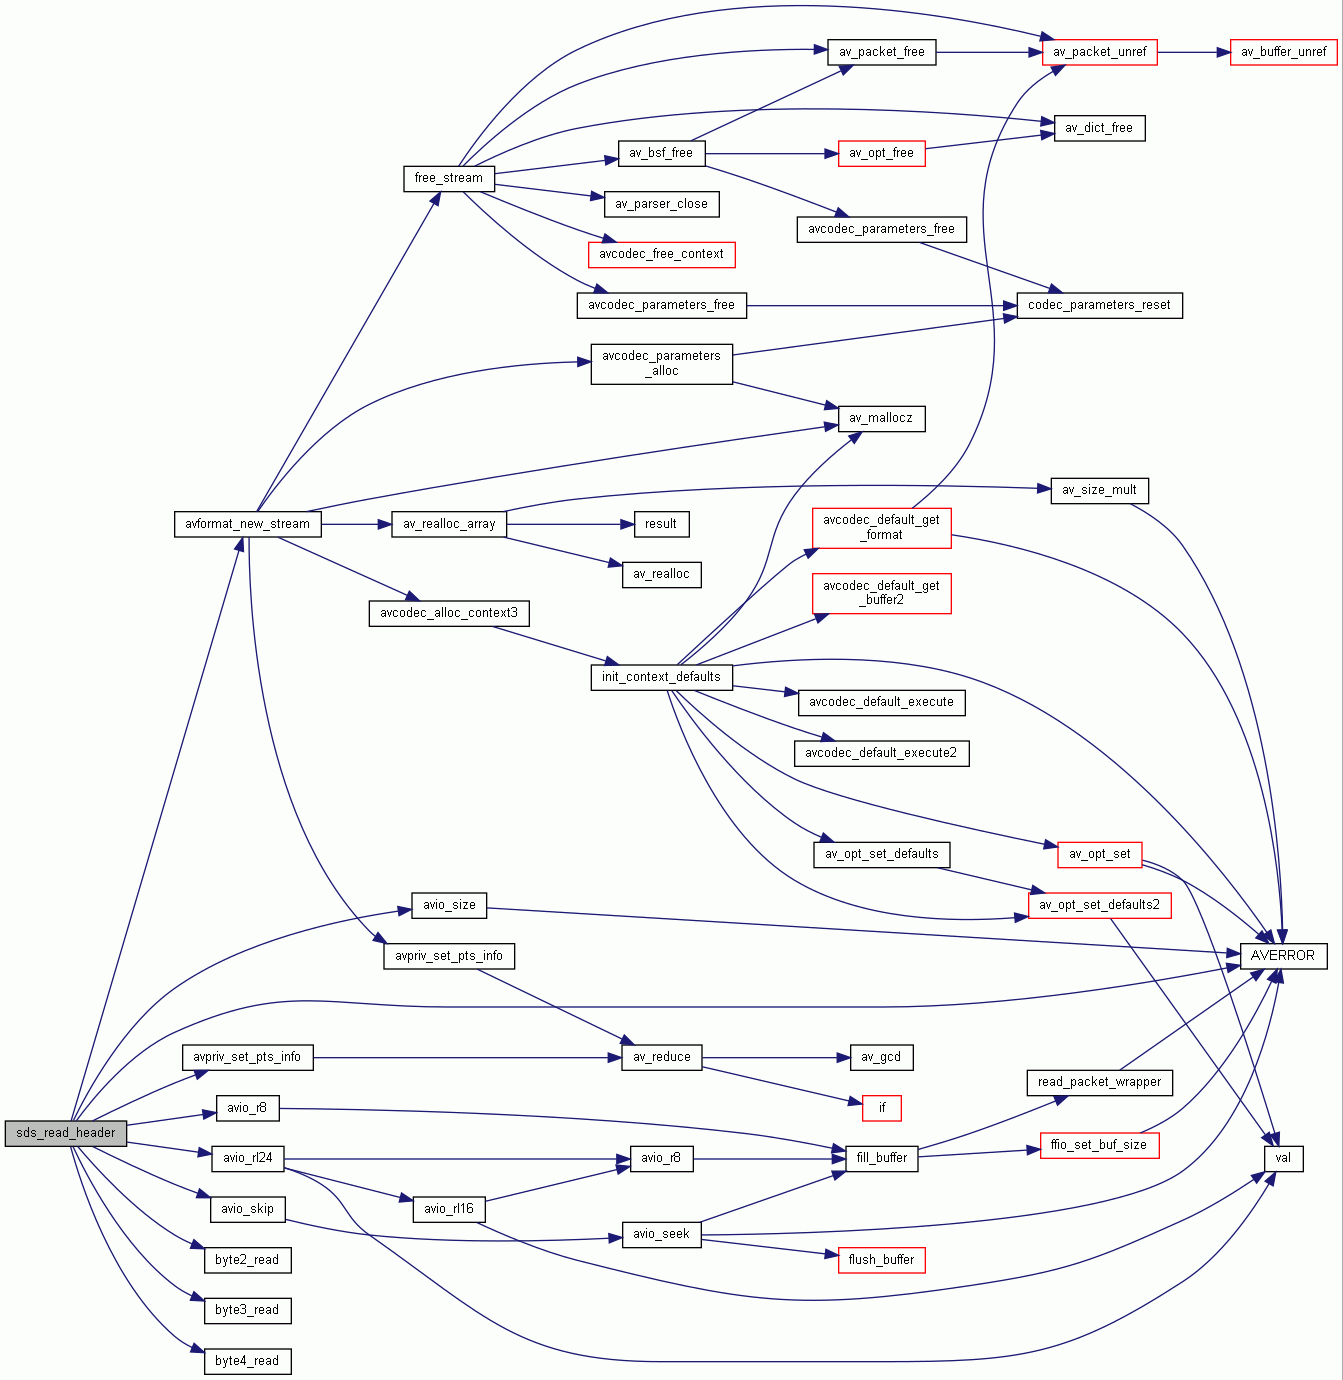 av_packet_free
av_packet_unref
av_buffer_unref
av_dict_free
av_bsf_free
av_opt_free
free_stream
av_parser_close
avcodec_parameters_free
avcodec_free_context
avcodec_parameters_free
codec_parameters_reset
avcodec_parameters
_alloc
av_mallocz
av_size_mult
avformat_new_stream
av_realloc_array
result
avcodec_default_get
_format
av_realloc
avcodec_default_get
_buffer2
avcodec_alloc_context3
init_context_defaults
avcodec_default_execute
avcodec_default_execute2
av_opt_set_defaults
av_opt_set
avio_size
av_opt_set_defaults2
avpriv_set_pts_info
AVERROR
avpriv_set_pts_info
av_reduce
av_gcd
read_packet_wrapper
avio_r8
if
sds_read_header
ffio_set_buf_size
avio_rl24
avio_r8
fill_buffer
val
avio_skip
avio_rl16
avio_seek
byte2_read
flush_buffer
byte3_read
byte4_read